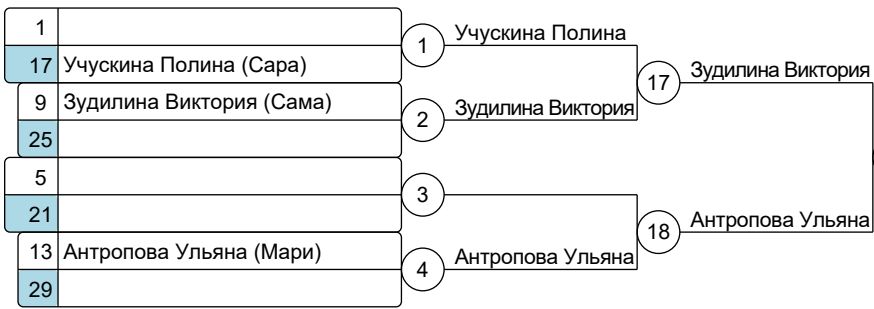 1
17 Учускина Полина (Сара)
9 Зудилина Виктория (Сама)
25
5
21
13 Антропова Ульяна (Мари)
29
1
2
3
4
Учускина Полина
Зудилина Виктория
Антропова Ульяна
17
18
Зудилина Виктория
Антропова Ульяна